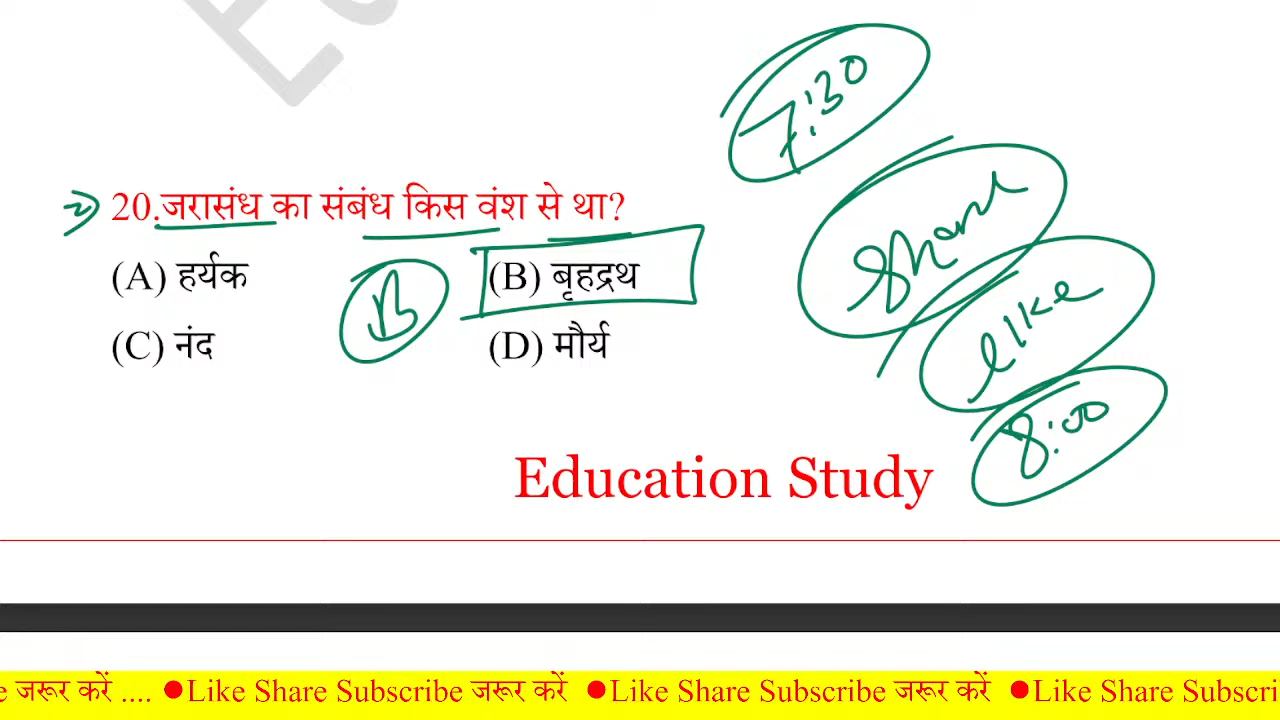 7:30
20.जरासंध का संबंध किस वंश से था?
Share
(A) हर्यक
(B) बृहद्रथ
B
Like
(C) नंद
(D) मौर्य
8:00
Education Study
जरूर करें .... ●Like Share Subscribe जरूर करें ●Like Share Subscribe जरूर करें ●Like Share Subscri